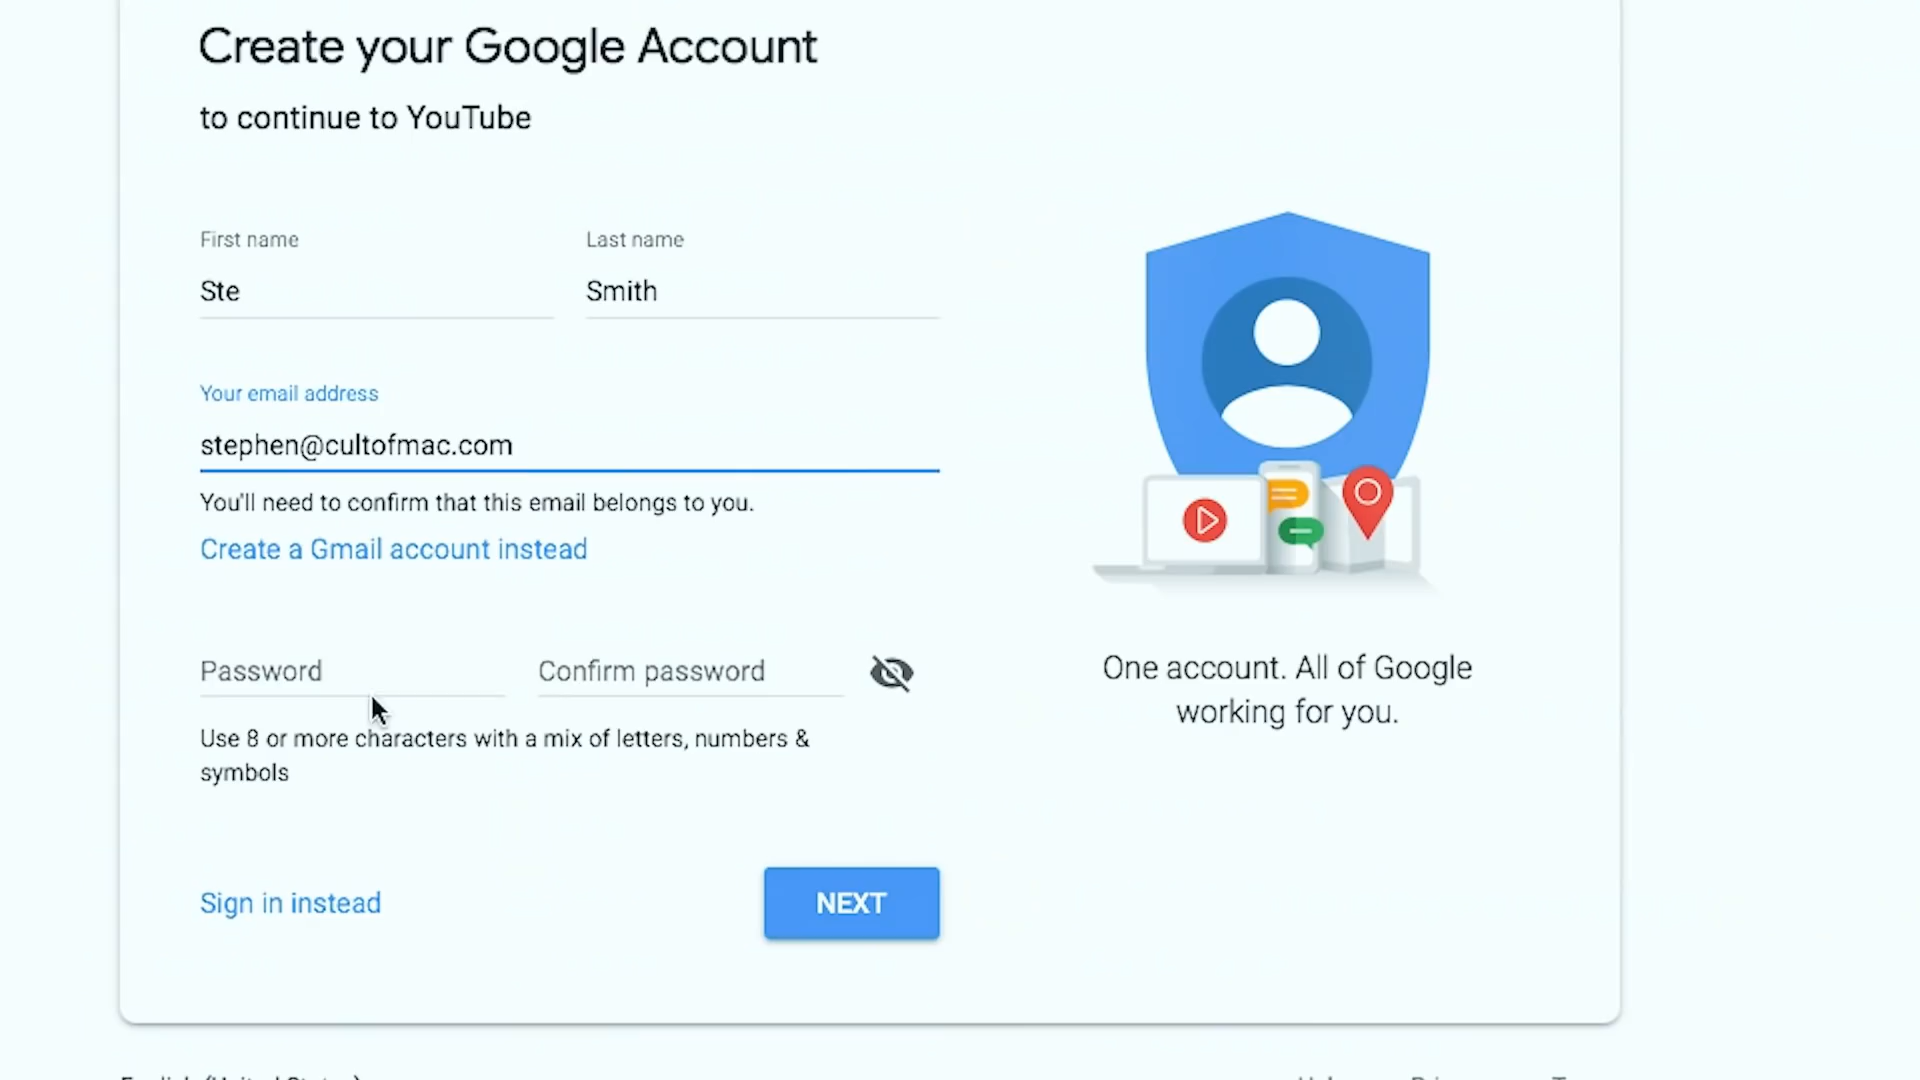 Create your Google Account
to continue to YouTube
First name
Last name
Ste
Smith
Your email address
stephen@cultofmac.com
You'll need to confirm that this email belongs to you.
Create a Gmail account instead
Password
Confirm password
Use 8 or more characters with a mix of letters, numbers &
symbols
Sign in instead
NEXT
One account. All of Google
working for you.